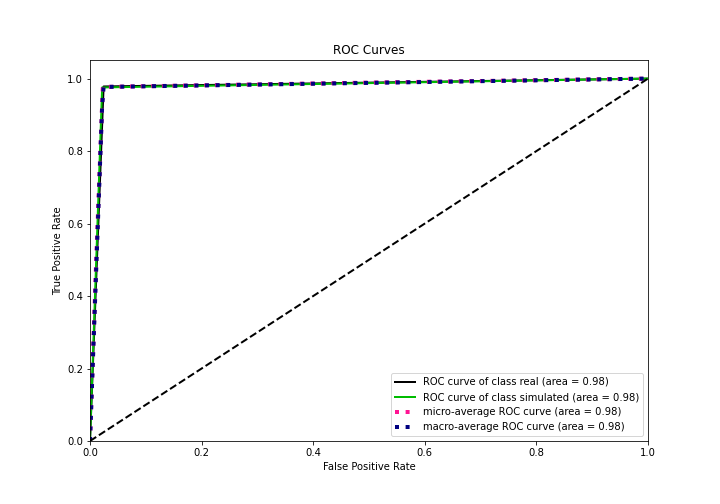 ROC Curves
1.0
0.8
0.6
0.4
0.2
0.0
True Positive Rate
ROC curve of class real (area = 0.98)
ROC curve of class simulated (area = 0.98)
micro-average ROC curve (area = 0.98)
macro-average ROC curve (area = 0.98)
0.0 0.2 0.4 0.6 0.8 1.0
False Positive Rate